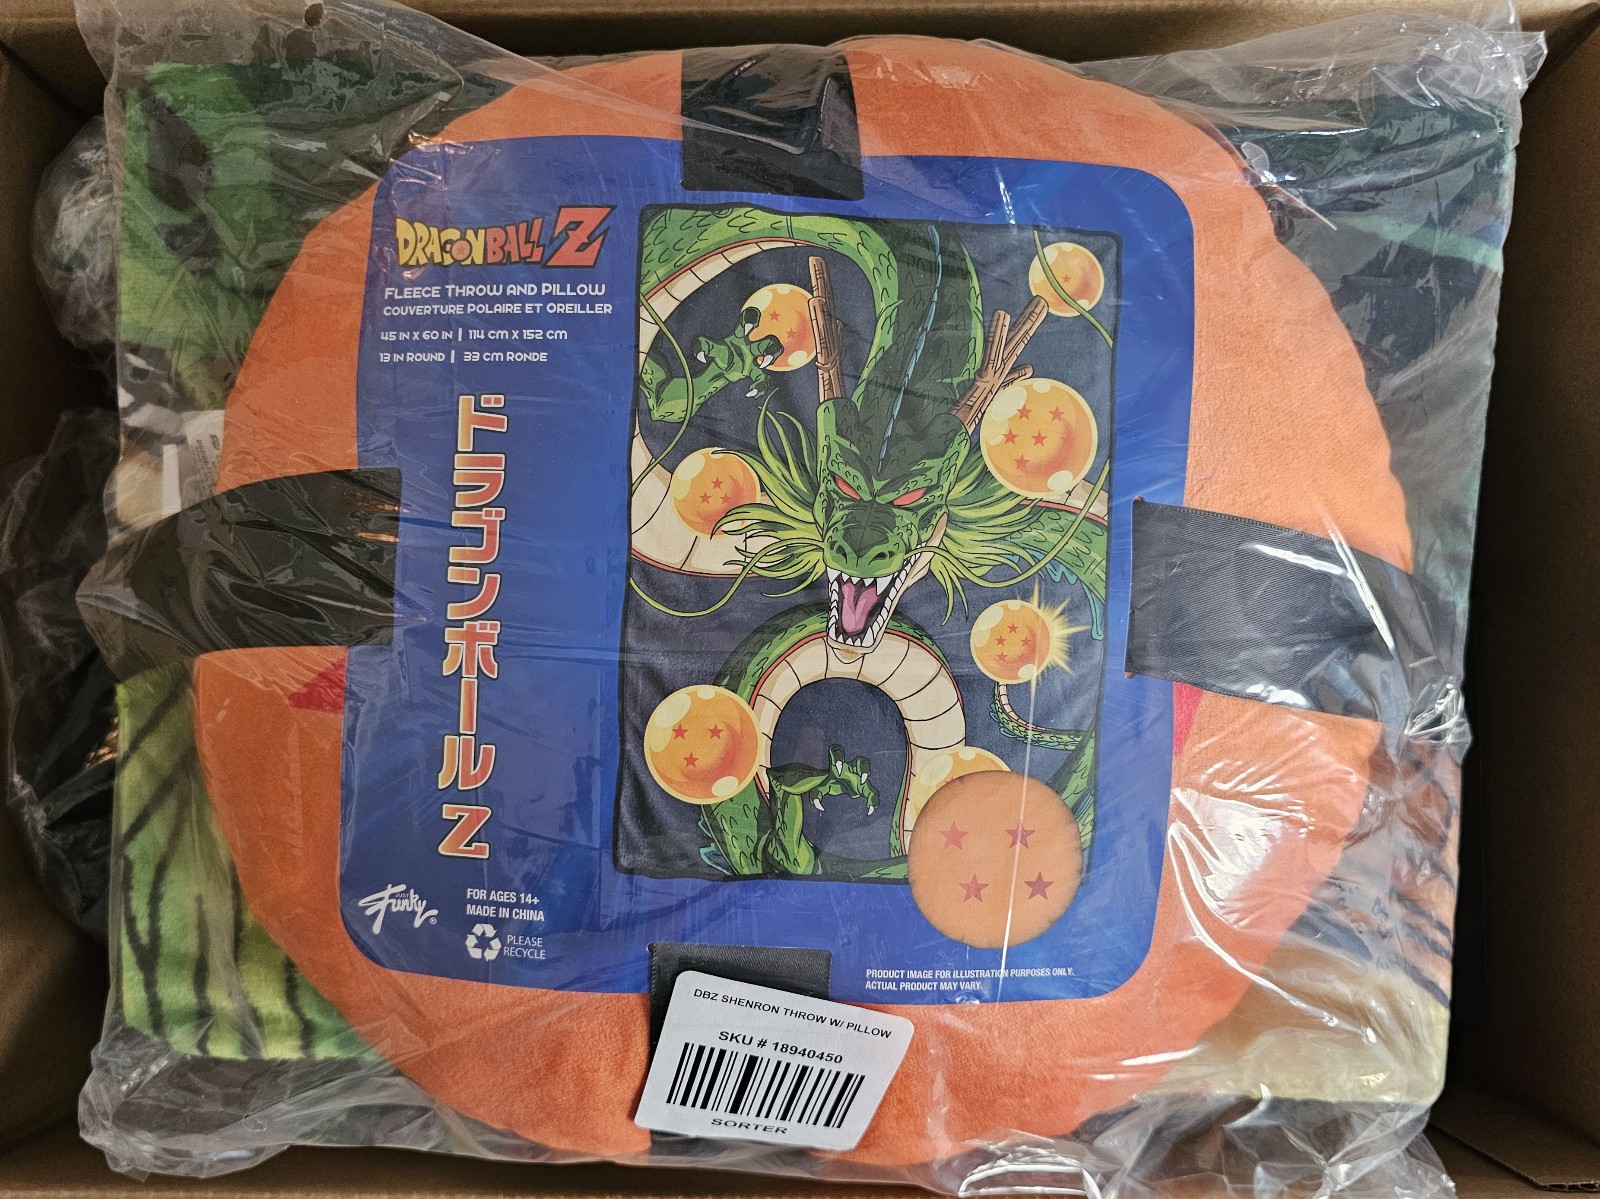 DRAGON BALL Z
FLEECE THROW AND PILLOW
COUVERTURE POLAIRE ET OREILLER
45 IN X 60 IN | 114 CM X 152 CM
13 IN ROUND | 33 CM RONDE
ドラゴンボールZ
JUST
Funky®
FOR AGES 14+
MADE IN CHINA
PLEASE
RECYCLE
PRODUCT IMAGE FOR ILLUSTRATION PURPOSES ONLY.
ACTUAL PRODUCT MAY VARY.
DBZ SHENRON THROW W/ PILLOW
SKU # 18940450
SORTER